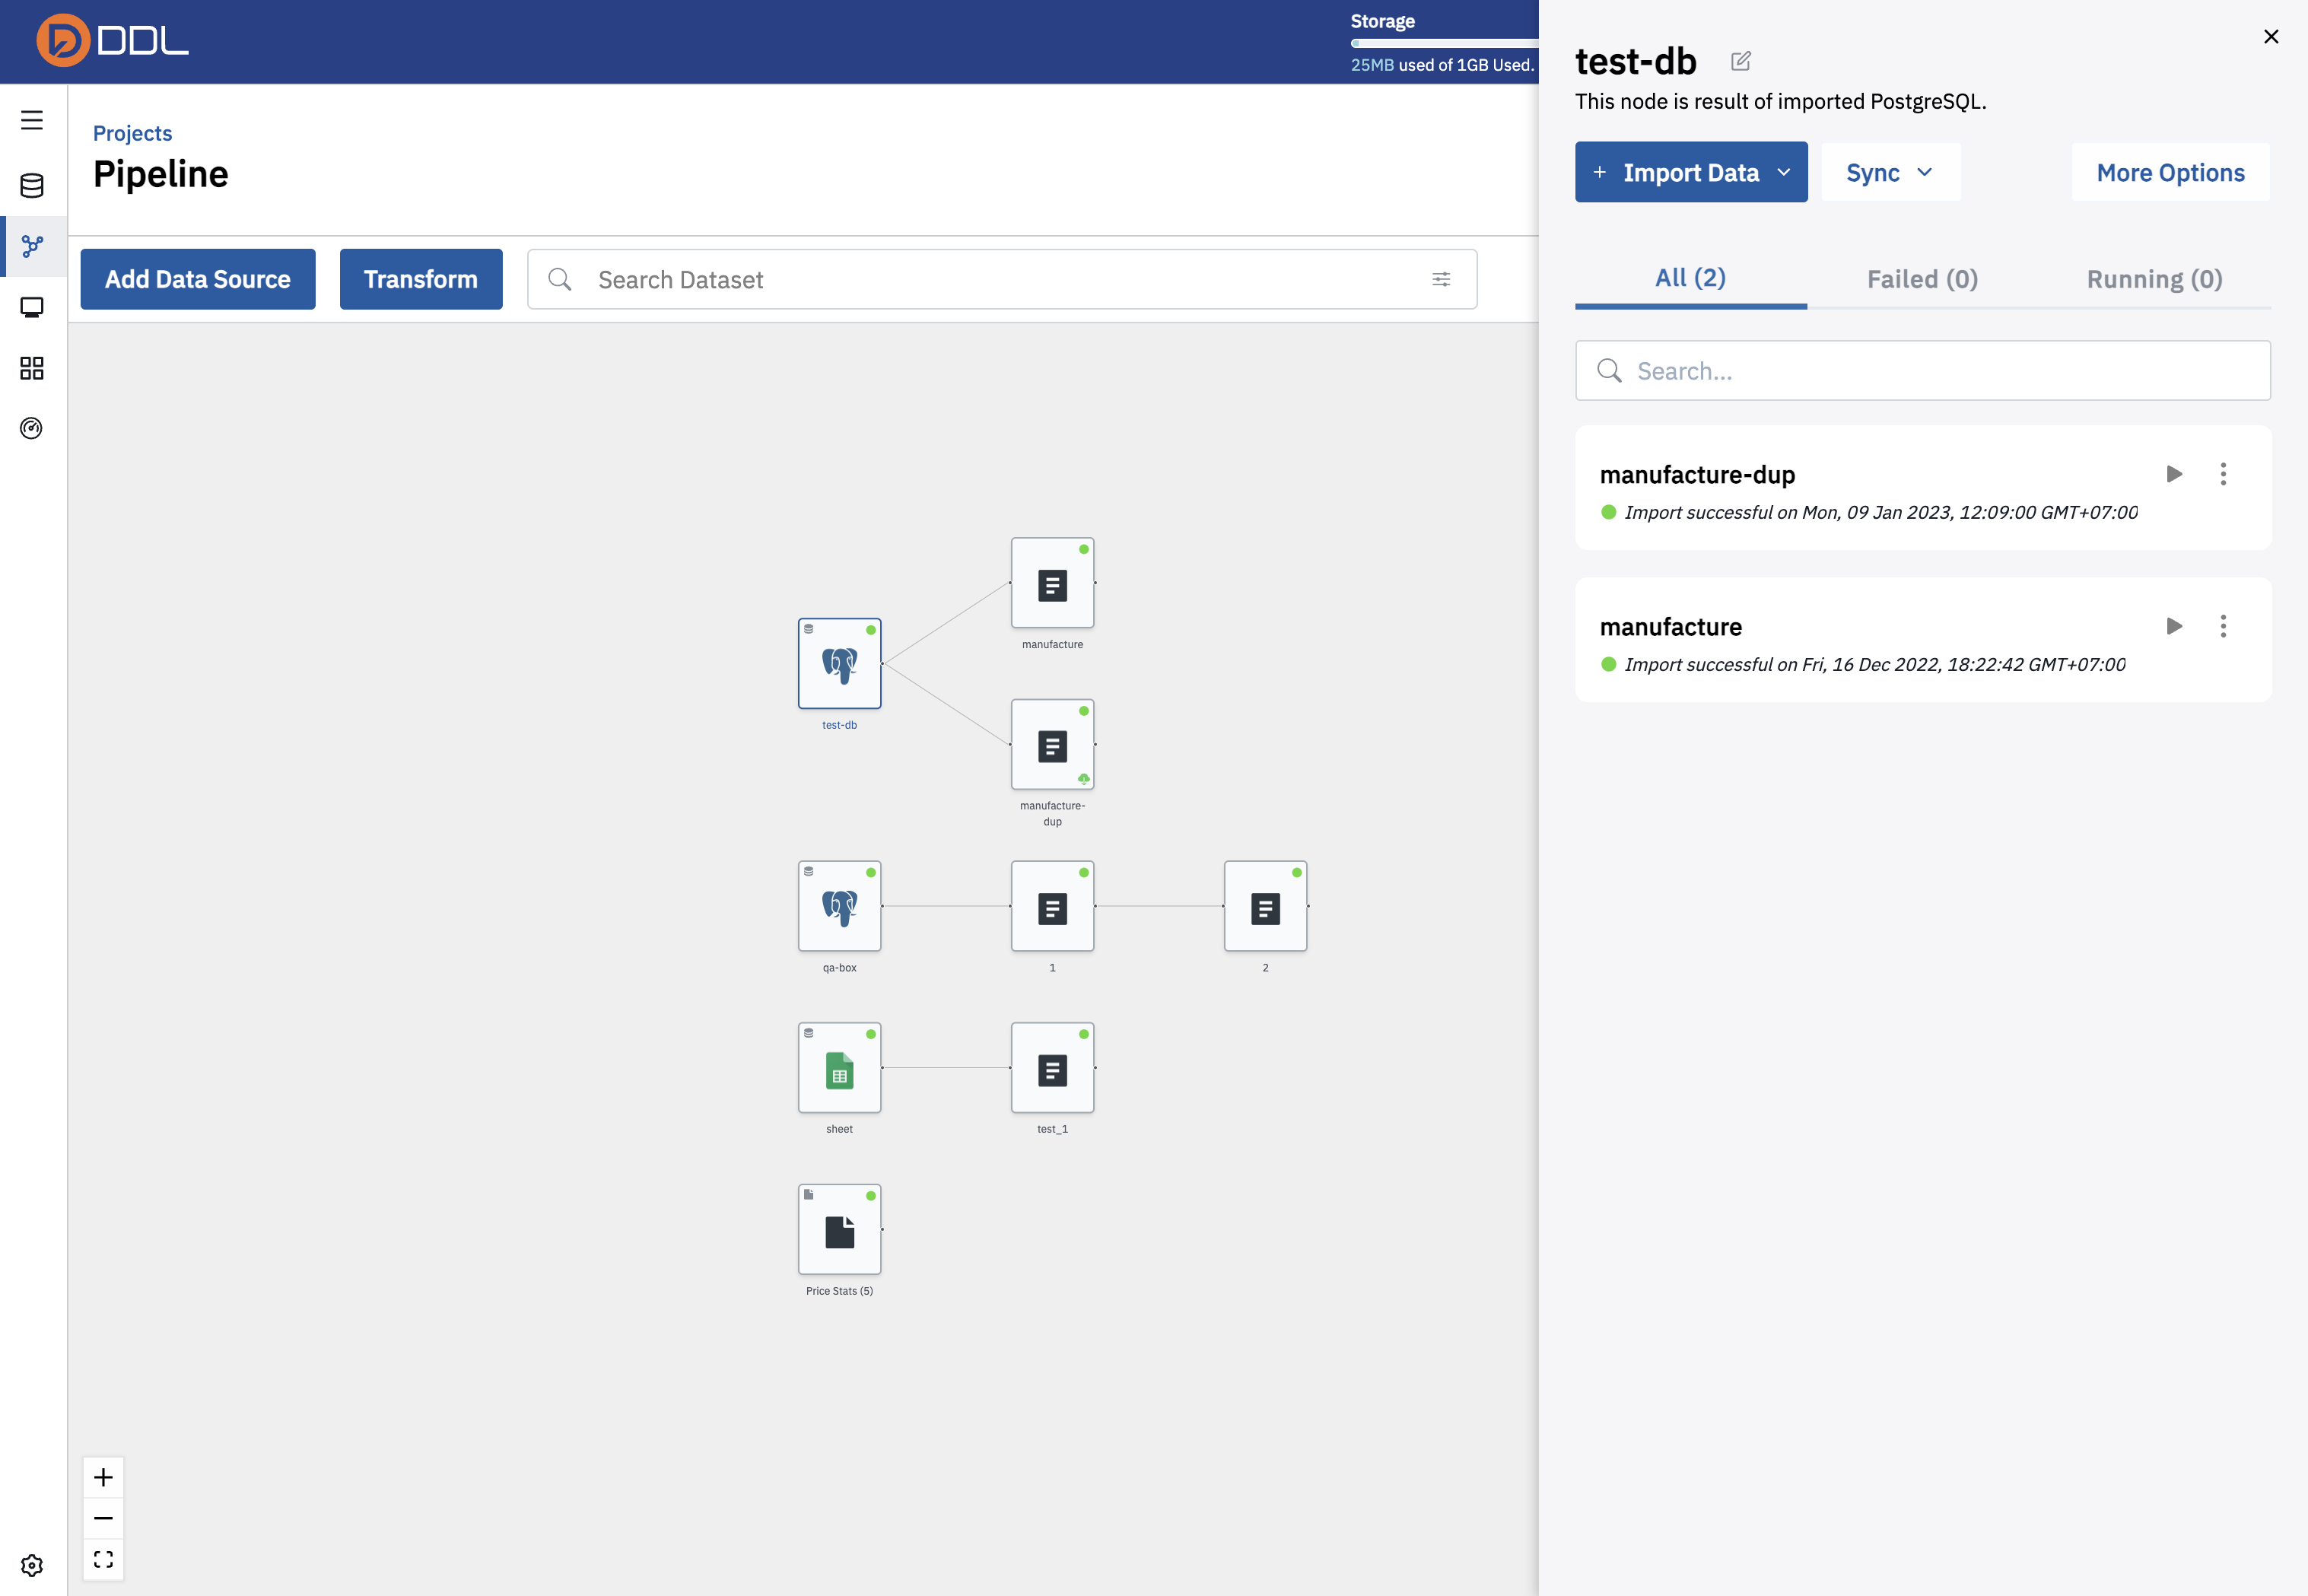 DDL
Storage
25MB used of 1GB Used.
Projects
Pipeline
Add Data Source
Transform
Search Dataset
manufacture
test-db
manufacture-
dup
qa-box
1
2
sheet
test_1
Price Stats (5)
test-db
This node is result of imported PostgreSQL.
+ Import Data
Sync
More Options
All (2)
Failed (0)
Running (0)
Search...
manufacture-dup
Import successful on Mon, 09 Jan 2023, 12:09:00 GMT+07:00
manufacture
Import successful on Fri, 16 Dec 2022, 18:22:42 GMT+07:00